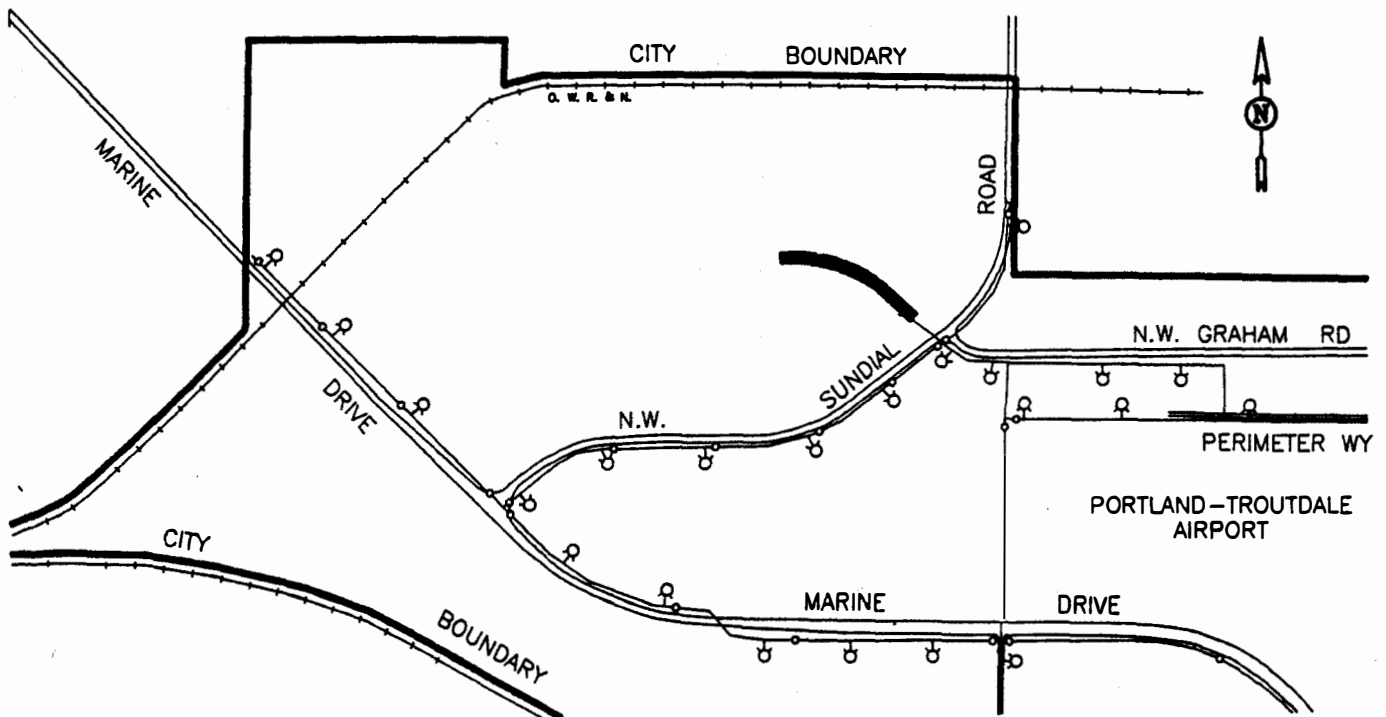 CITY BOUNDARY
O. W. R. & N.
N
MARINE
ROAD
N.W. GRAHAM RD
DRIVE
SUNDIAL
N.W.
PERIMETER WY
PORTLAND-TROUTDALE
AIRPORT
CITY
BOUNDARY
MARINE DRIVE